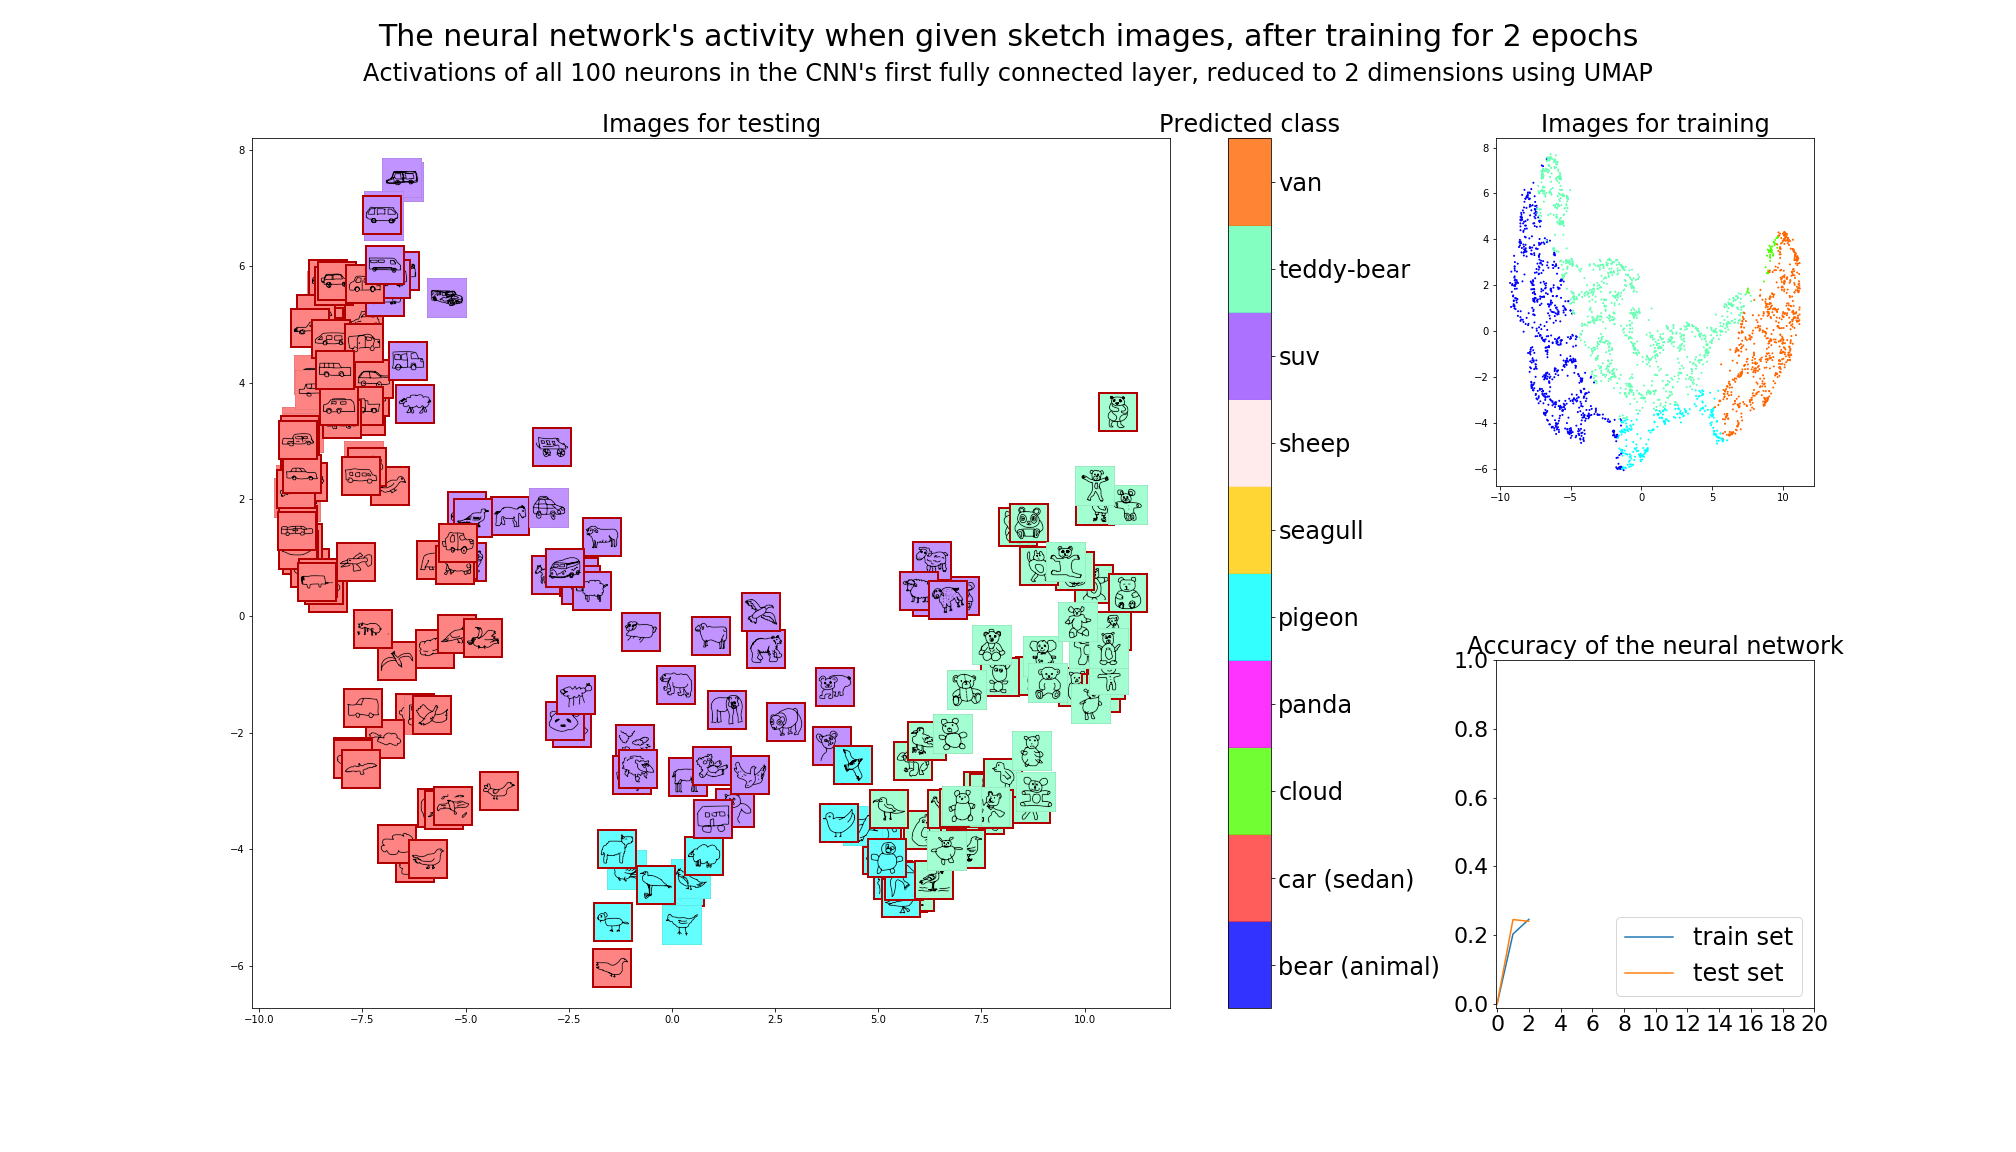 The neural network's activity when given sketch images, after training for 2 epochs
Activations of all 100 neurons in the CNN's first fully connected layer, reduced to 2 dimensions using UMAP
Images for testing
8
6
4
2
0
−2
−4
−6
−10.0 −7.5 −5.0 −2.5 0.0 2.5 5.0 7.5 10.0
Predicted class
van
teddy-bear
suv
sheep
seagull
pigeon
panda
cloud
car (sedan)
bear (animal)
Images for training
8
6
4
2
0
−2
−4
−6
−10 −5 0 5 10
Accuracy of the neural network
1.0
0.8
0.6
0.4
0.2
0.0
train set
test set
0 2 4 6 8 10 12 14 16 18 20